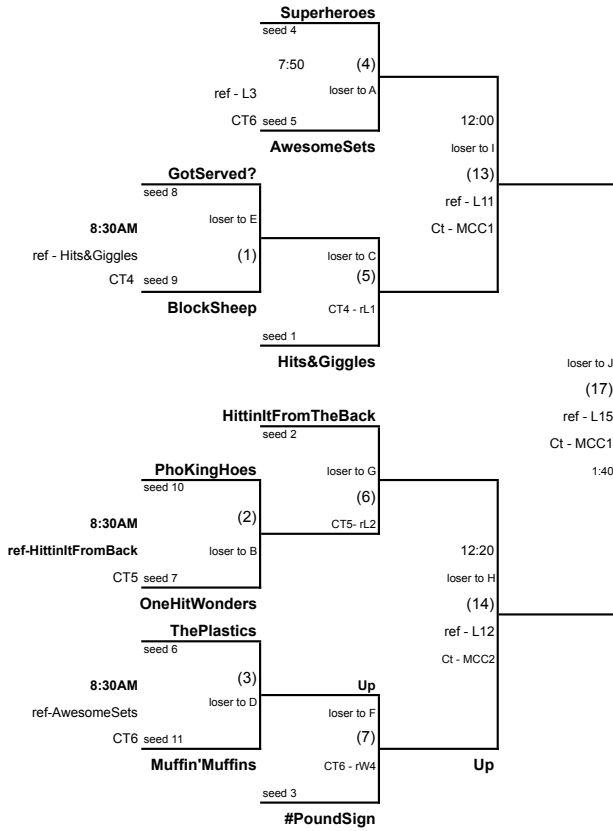 Superheroes
seed 4
7:50 (4)
loser to A
ref - L3
CT6 seed 5
AwesomeSets
12:00
loser to I
(13)
ref - L11
Ct - MCC1
GotServed?
seed 8
loser to E
8:30AM
ref - Hits&Giggles
(1)
CT4 seed 9
BlockSheep
loser to C
(5)
CT4 - rL1
seed 1
Hits&Giggles
loser to J
(17)
ref - L15
Ct - MCC1
1:40
HittinItFromTheBack
seed 2
PhoKingHoes
seed 10
loser to G
(6)
CT5- rL2
(2)
8:30AM
ref-HittinItFromBack
loser to B
CT5 seed 7
OneHitWonders
12:20
loser to H
(14)
ref - L12
Ct - MCC2
ThePlastics
seed 6
(3)
8:30AM
loser to D
ref-AwesomeSets
CT6 seed 11
Muffin'Muffins
Up
loser to F
(7)
CT6 - rW4
Up
seed 3
#PoundSign